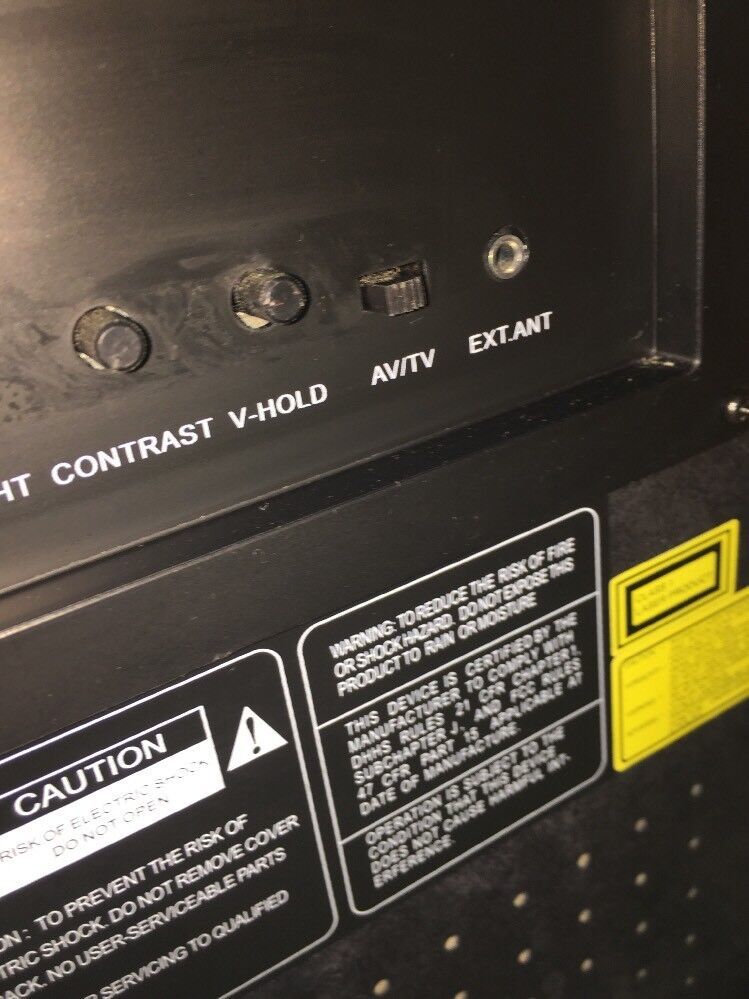 HT CONTRAST V-HOLD AV/TV EXT.ANT
WARNING: TO REDUCE THE RISK OF FIRE
OR SHOCK HAZARD. DO NOT EXPOSE THIS
PRODUCT TO RAIN OR MOISTURE
THIS DEVICE IS CERTIFIED BY THE
MANUFACTURER TO COMPLY WITH
DHHS RULES 21 CFR CHAPTER1.
SUBCHAPTER J. AND FCC RULES
47 CFR PART 15 APPLICABLE AT
DATE OF MANUFACTURE.
OPERATION IS SUBJECT TO THE
CONDITION THAT THIS DEVICE
DOES NOT CAUSE HARMFUL INT.
ERFERENCE.
CLASS 1
LASER PRODUCT
CAUTION
RISK OF ELECTRIC SHOCK
DO NOT OPEN
ON: TO PREVENT THE RISK OF
TRIC SHOCK. DO NOT REMOVE COVER
ACK. NO USER-SERVICEABLE PARTS
R SERVICING TO QUALIFIED